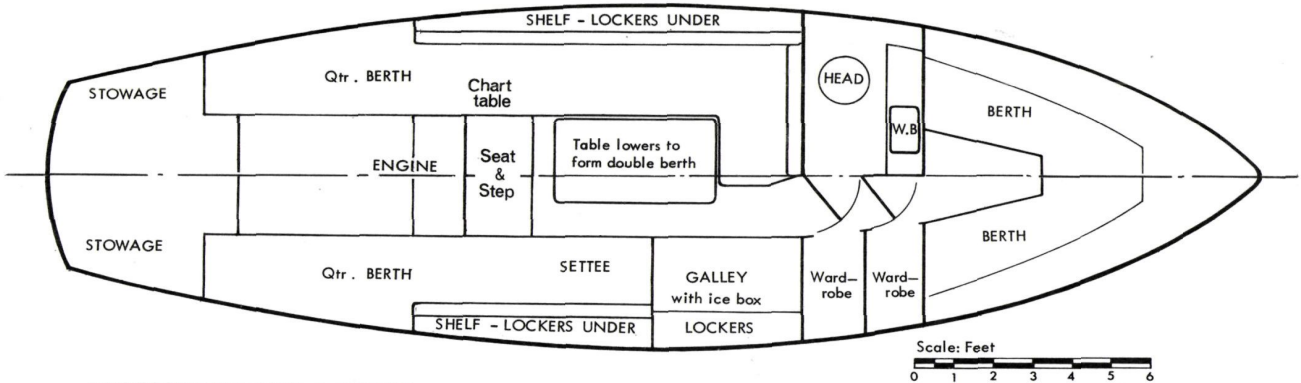 SHELF - LOCKERS UNDER
STOWAGE
Qtr. BERTH
Chart
table
HEAD
W.B
BERTH
ENGINE
Seat
&
Step
Table lowers to
form double berth
STOWAGE
Qtr. BERTH
SETTEE
GALLEY
with ice box
Ward-
robe
Ward-
robe
BERTH
SHELF - LOCKERS UNDER
LOCKERS
Scale: Feet
0 1 2 3 4 5 6